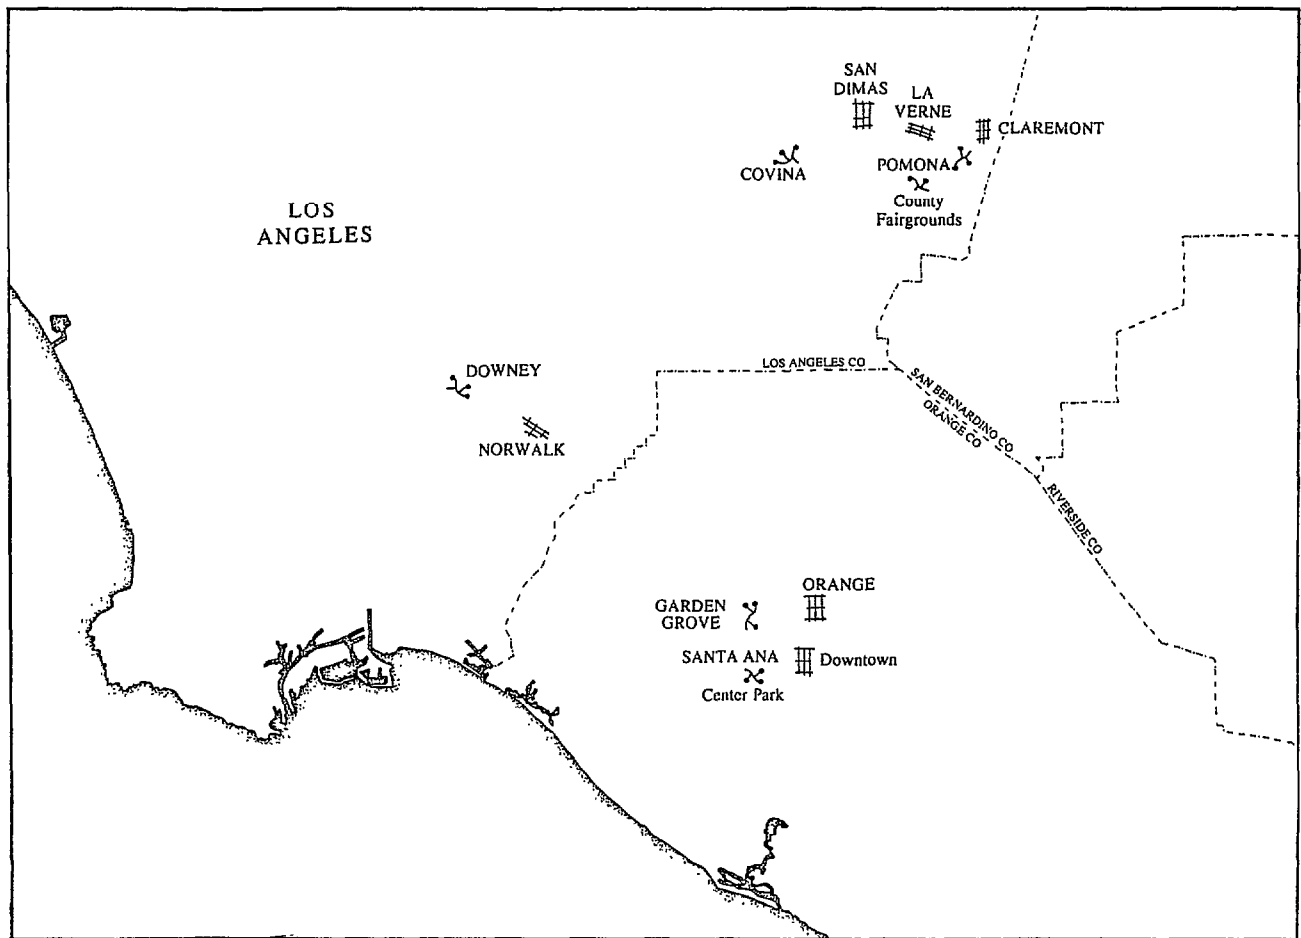 SAN
DIMAS
LA
VERNE
CLAREMONT
COVINA
POMONA
County
Fairgrounds
LOS
ANGELES
DOWNEY
NORWALK
LOS ANGELES CO
SAN BERNARDINO CO
ORANGE CO
RIVERSIDE CO
ORANGE
GARDEN
GROVE
SANTA ANA
Downtown
Center Park